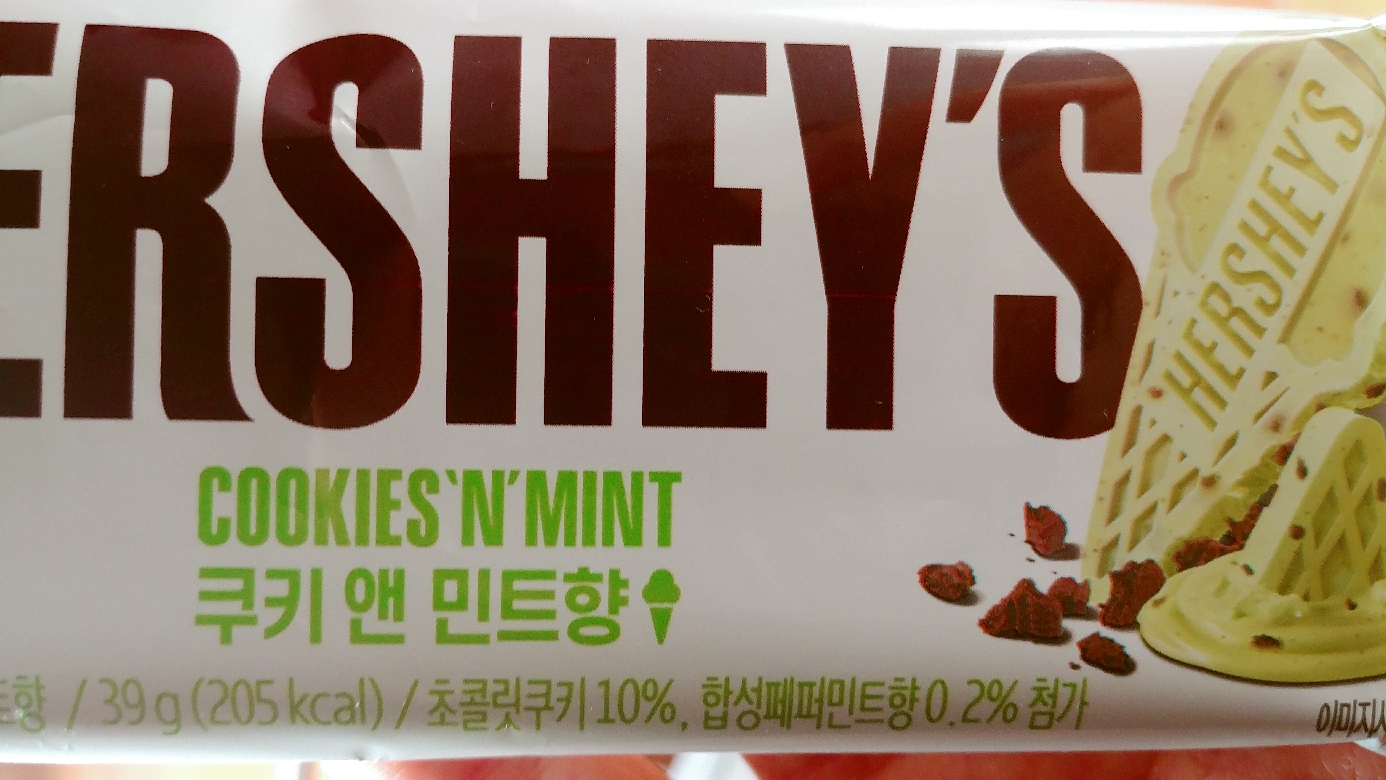 HERSHEY'S
HERSHEY'S
COOKIES 'N' MINT
쿠키 앤 민트향
/ 39 g (205 kcal) / 초콜릿쿠키 10%, 합성페퍼민트향 0.2% 첨가